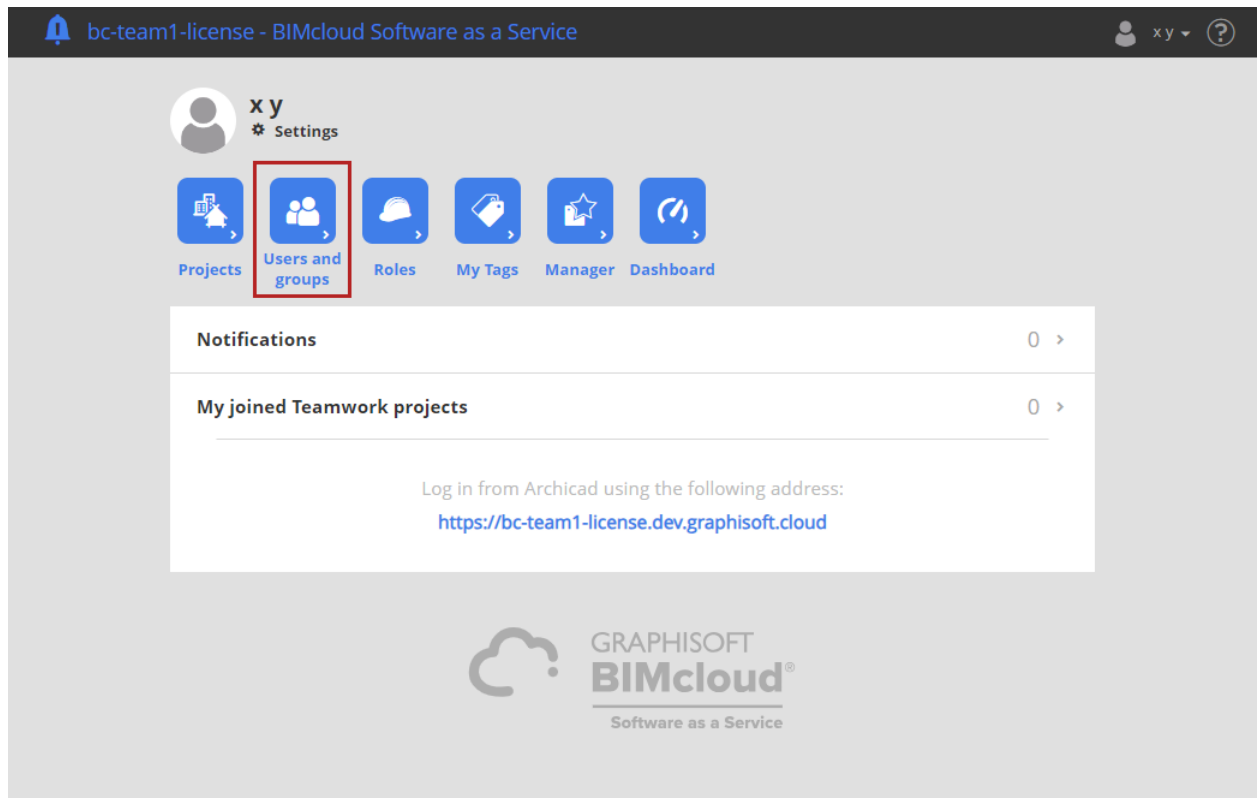 bc-team1-license - BIMcloud Software as a Service
x y
x y
Settings
Projects
Users and
groups
Roles
My Tags
Manager
Dashboard
Notifications 0
My joined Teamwork projects 0
Log in from Archicad using the following address:
https://bc-team1-license.dev.graphisoft.cloud
GRAPHISOFT
BIMcloud®
Software as a Service